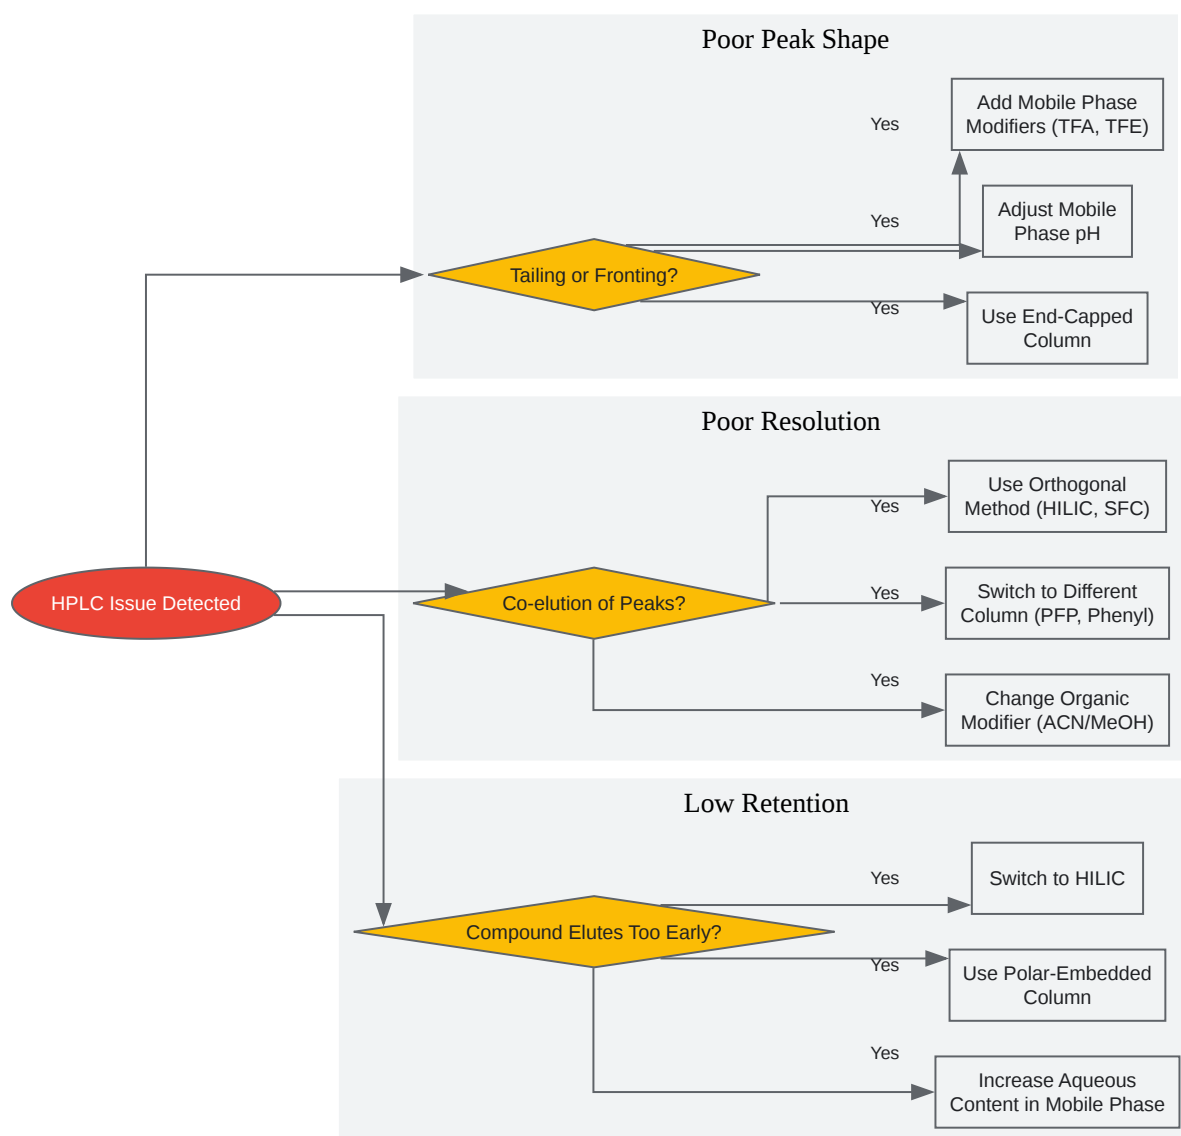 Poor Peak Shape
Add Mobile Phase
Modifiers (TFA, TFE)
Yes
Adjust Mobile
Phase pH
Yes
Tailing or Fronting?
Yes
Use End-Capped
Column
Poor Resolution
Use Orthogonal
Method (HILIC, SFC)
Yes
HPLC Issue Detected
Co-elution of Peaks?
Yes
Switch to Different
Column (PFP, Phenyl)
Yes
Change Organic
Modifier (ACN/MeOH)
Low Retention
Yes
Switch to HILIC
Compound Elutes Too Early?
Yes
Use Polar-Embedded
Column
Yes
Increase Aqueous
Content in Mobile Phase